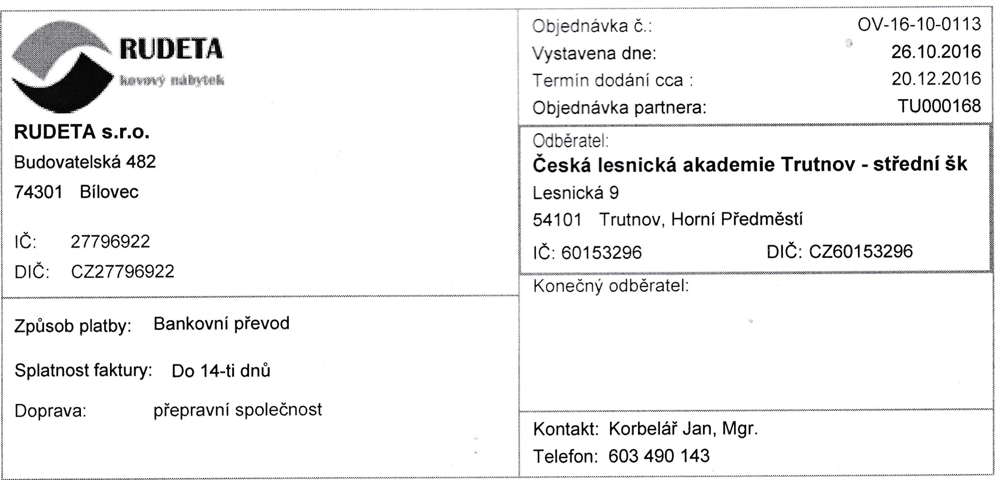 RUDETA
kovový nábytek
RUDETA s.r.o.
Budovatelská 482
74301 Bílovec
IČ: 27796922
DIČ: CZ27796922
Způsob platby: Bankovní převod
Splatnost faktury: Do 14-ti dnů
Doprava: přepravní společnost
Objednávka č.: OV-16-10-0113
Vystavena dne: 26.10.2016
Termín dodání cca : 20.12.2016
Objednávka partnera: TU000168
Odběratel:
Česká lesnická akademie Trutnov - střední šk
Lesnická 9
54101 Trutnov, Horní Předměstí
IČ: 60153296 DIČ: CZ60153296
Konečný odběratel:
Kontakt: Korbelář Jan, Mgr.
Telefon: 603 490 143